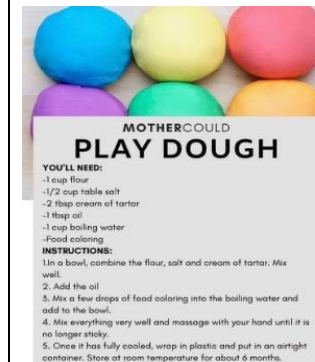 MOTHERCOULD
PLAY DOUGH
YOU'LL NEED:
-1 cup flour
-1/2 cup table salt
-2 tbsp cream of tartar
-1 tbsp oil
-1 cup boiling water
-Food coloring
INSTRUCTIONS:
1.In a bowl, combine the flour, salt and cream of tartar. Mix
well.
2. Add the oil
3. Mix a few drops of food coloring into the boiling water and
add to the bowl.
4. Mix everything very well and massage with your hand until it is
no longer sticky.
5. Once it has fully cooled, wrap in plastic and put in an airtight
container. Store at room temperature for about 6 months.